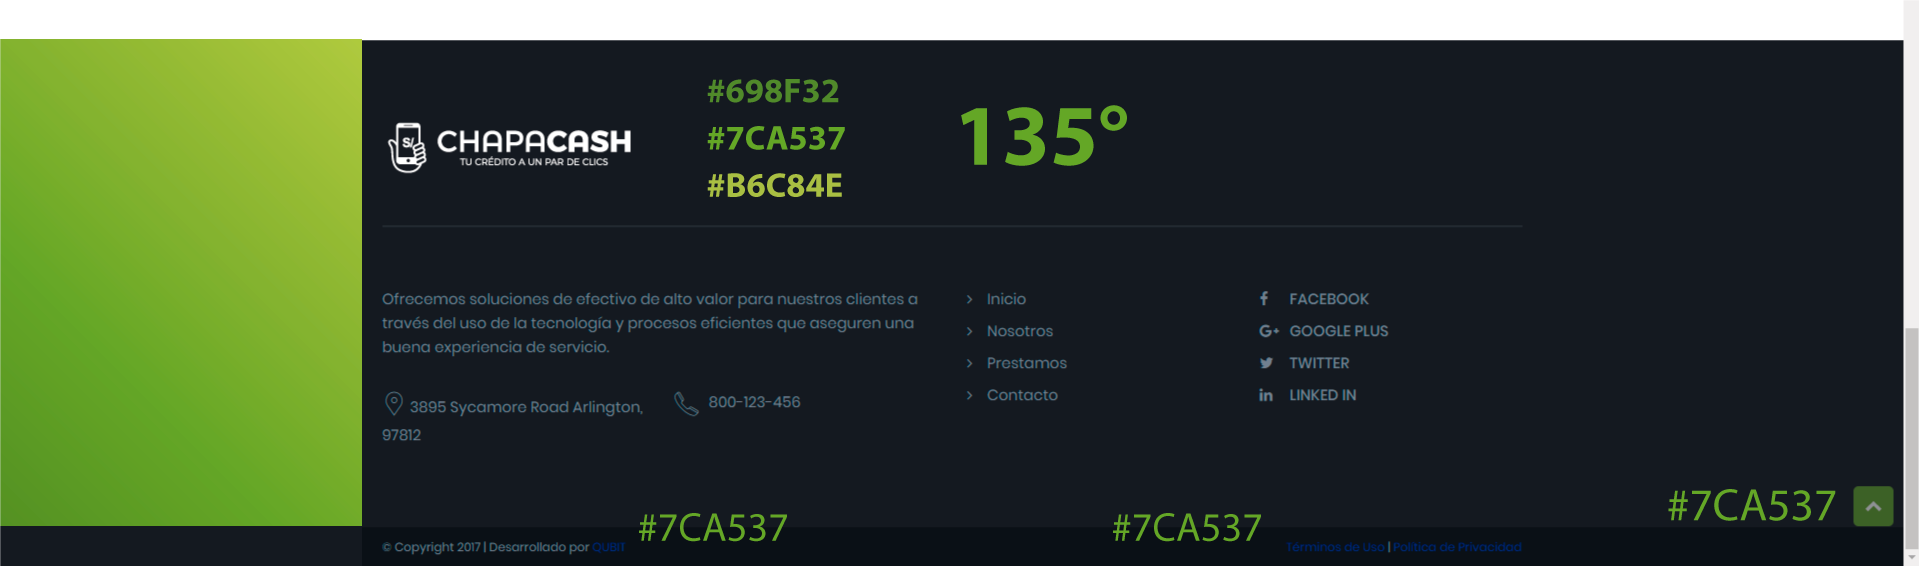 #698F32
#7CA537
#B6C84E
135°
S/
CHAPACASH
TU CRÉDITO A UN PAR DE CLICS
Ofrecemos soluciones de efectivo de alto valor para nuestros clientes a
través del uso de la tecnología y procesos eficientes que aseguren una
buena experiencia de servicio.
3895 Sycamore Road Arlington,
97812
800-123-456
Inicio
Nosotros
Prestamos
Contacto
FACEBOOK
GOOGLE PLUS
TWITTER
LINKED IN
#7CA537
#7CA537
#7CA537
© Copyright 2017 | Desarrollado por QUBIT
Términos de Uso | Política de Privacidad